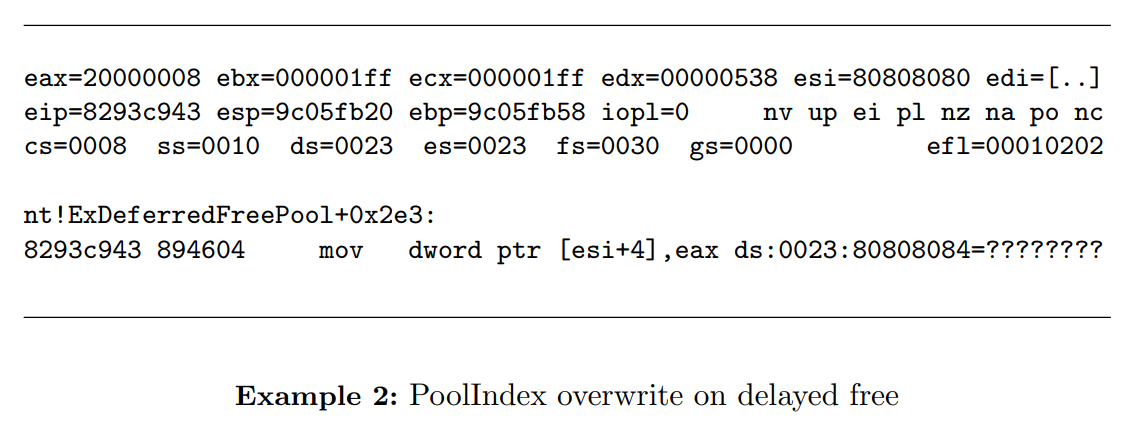 eax=20000008 ebx=000001ff ecx=000001ff edx=00000538 esi=80808080 edi=[..]
eip=8293c943 esp=9c05fb20 ebp=9c05fb58 iopl=0 nv up ei pl nz na po nc
cs=0008 ss=0010 ds=0023 es=0023 fs=0030 gs=0000 efl=00010202
nt!ExDeferredFreePool+0x2e3:
8293c943 894604 mov dword ptr [esi+4],eax ds:0023:80808084=????????
Example 2: PoolIndex overwrite on delayed free